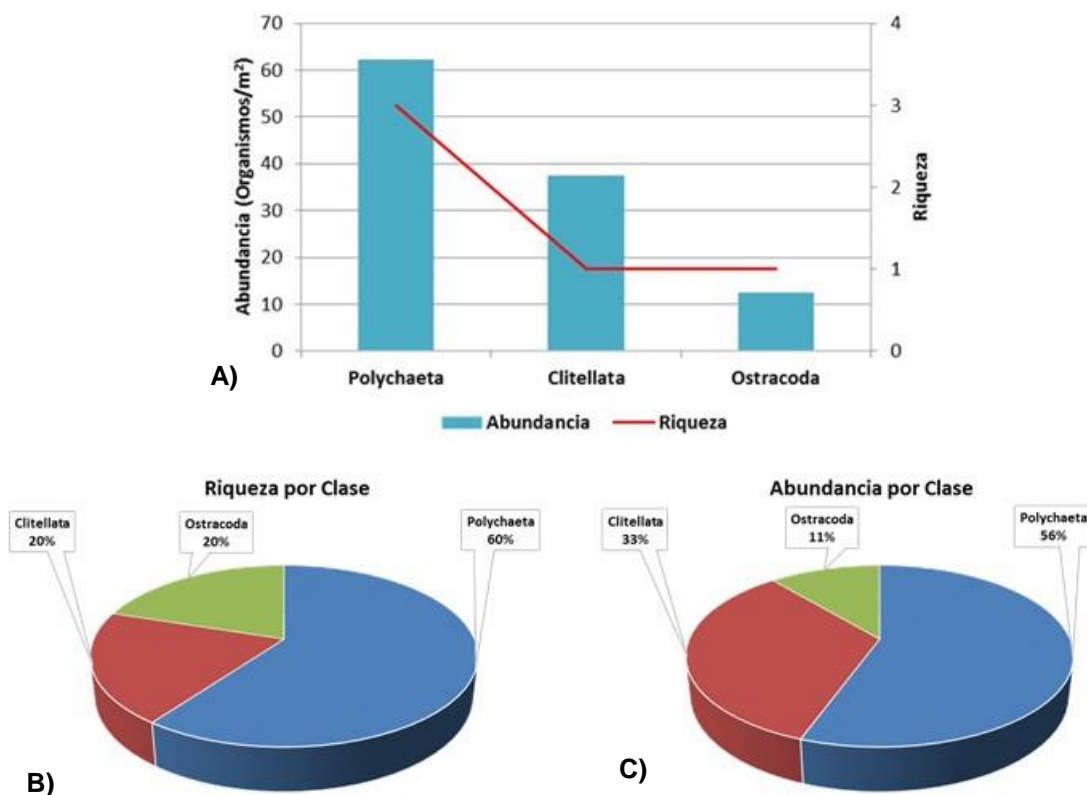 70
60
50
40
30
20
10
0
Abundancia (Organismos/m²)
4
3
2
1
0
Riqueza
A)
Polychaeta
Clitellata
Ostracoda
Abundancia
Riqueza
Riqueza por Clase
Clitellata
20%
Ostracoda
20%
Polychaeta
60%
B)
Abundancia por Clase
Clitellata
33%
Ostracoda
11%
Polychaeta
56%
C)